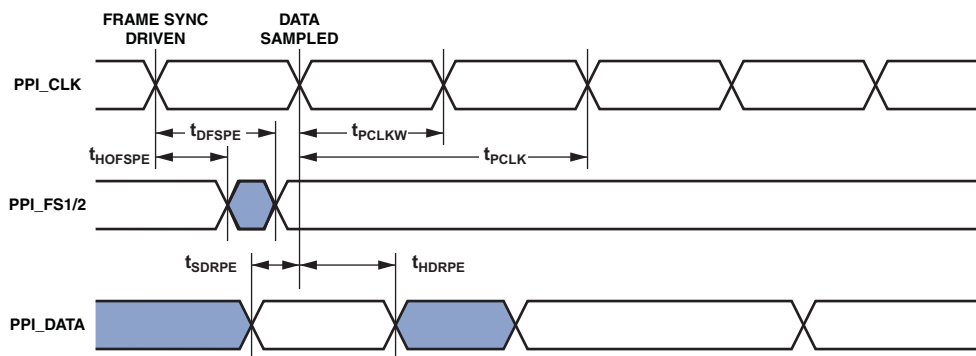 FRAME SYNC
DRIVEN
DATA
SAMPLED
PPI_CLK
tDFSPE
tPCLKW
tHOFSPE
tPCLK
PPI_FS1/2
tSDRPE
tHDRPE
PPI_DATA